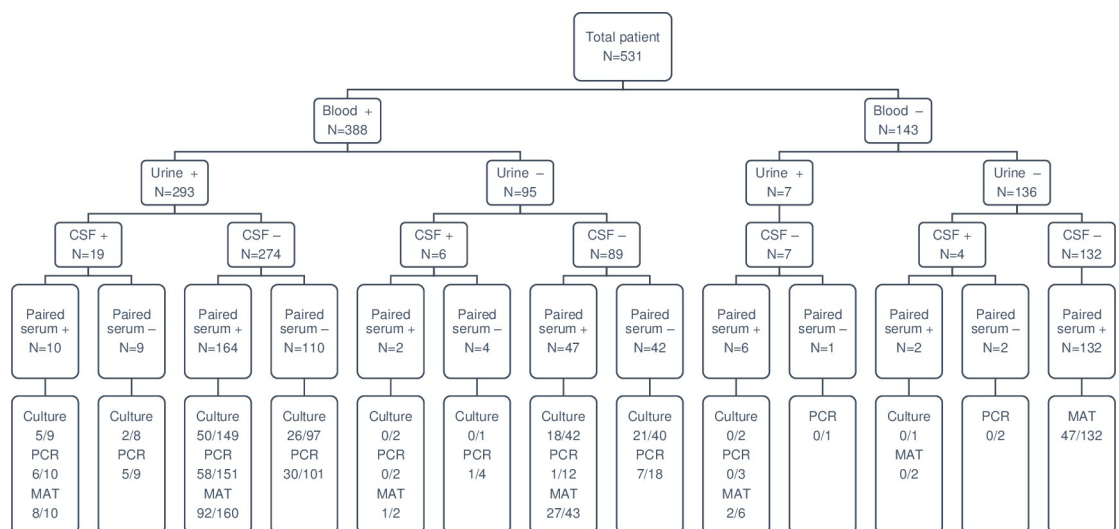 Total patient
N=531
Blood +
N=388
Blood –
N=143
Urine +
N=293
Urine –
N=95
Urine +
N=7
Urine –
N=136
CSF +
N=19
CSF –
N=274
CSF +
N=6
CSF –
N=89
CSF –
N=7
CSF +
N=4
CSF –
N=132
Paired
serum +
N=10
Paired
serum –
N=9
Paired
serum +
N=164
Paired
serum –
N=110
Paired
serum +
N=2
Paired
serum –
N=4
Paired
serum +
N=47
Paired
serum –
N=42
Paired
serum +
N=6
Paired
serum –
N=1
Paired
serum +
N=2
Paired
serum –
N=2
Paired
serum +
N=132
Culture
5/9
PCR
6/10
MAT
8/10
Culture
2/8
PCR
5/9
Culture
50/149
PCR
58/151
MAT
92/160
Culture
26/97
PCR
30/101
Culture
0/2
PCR
0/2
MAT
1/2
Culture
0/1
PCR
1/4
Culture
18/42
PCR
1/12
MAT
27/43
Culture
21/40
PCR
7/18
Culture
0/2
PCR
0/3
MAT
2/6
PCR
0/1
Culture
0/1
MAT
0/2
PCR
0/2
MAT
47/132